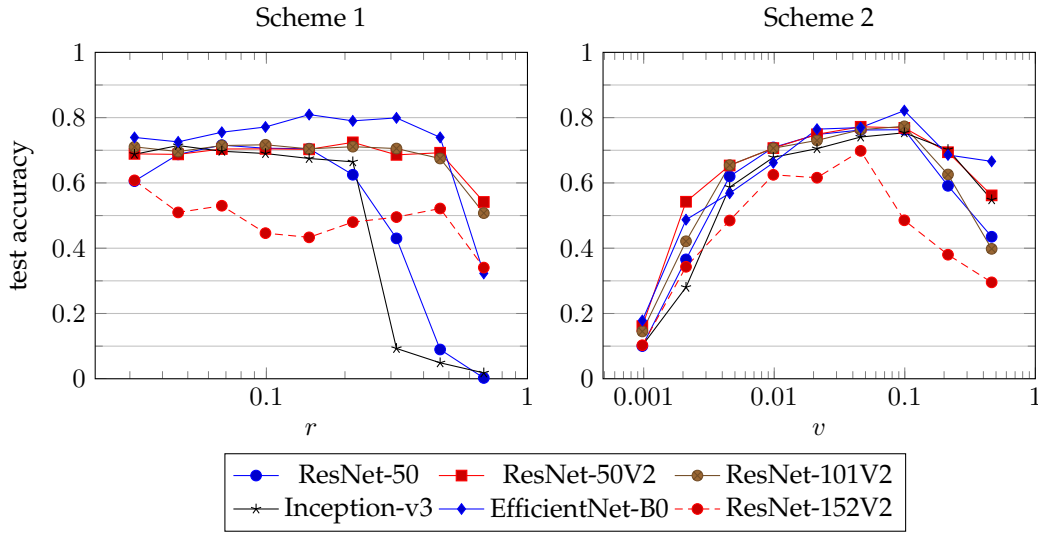 Scheme 1
Scheme 2
test accuracy
1
0.8
0.6
0.4
0.2
0
0.1
1
r
1
0.8
0.6
0.4
0.2
0
0.001
0.01
0.1
1
v
ResNet-50 ResNet-50V2 ResNet-101V2
Inception-v3 EfficientNet-B0 ResNet-152V2